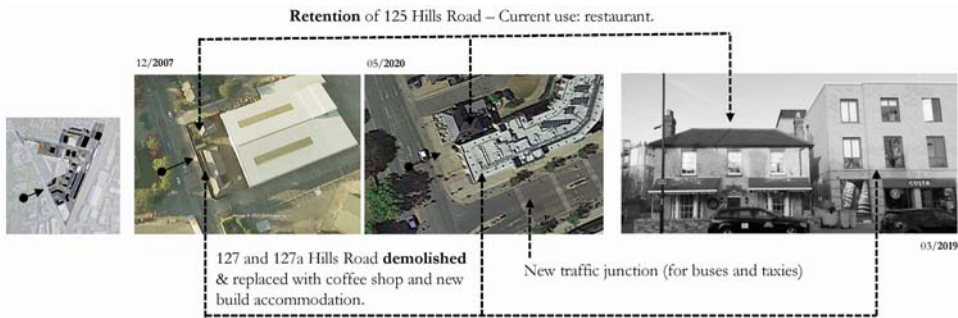 Retention of 125 Hills Road – Current use: restaurant.
12/2007
05/2020
COSTA
03/2019
127 and 127a Hills Road demolished
& replaced with coffee shop and new
build accommodation.
New traffic junction (for buses and taxies)